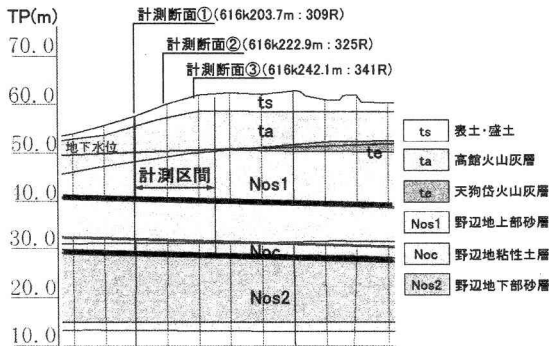 TP(m)
70.0
60.0
50.0
40.0
30.0
20.0
10.0
計測断面①(616k203.7m：309R)
計測断面②(616k222.9m：325R)
計測断面③(616k242.1m：341R)
ts
ta
te
地下水位
計測区間
Nos1
Noc
Nos2
ts 表土・盛土
ta 高館火山灰層
te 天狗岱火山灰層
Nos1 野辺地上部砂層
Noc 野辺地粘性土層
Nos2 野辺地下部砂層